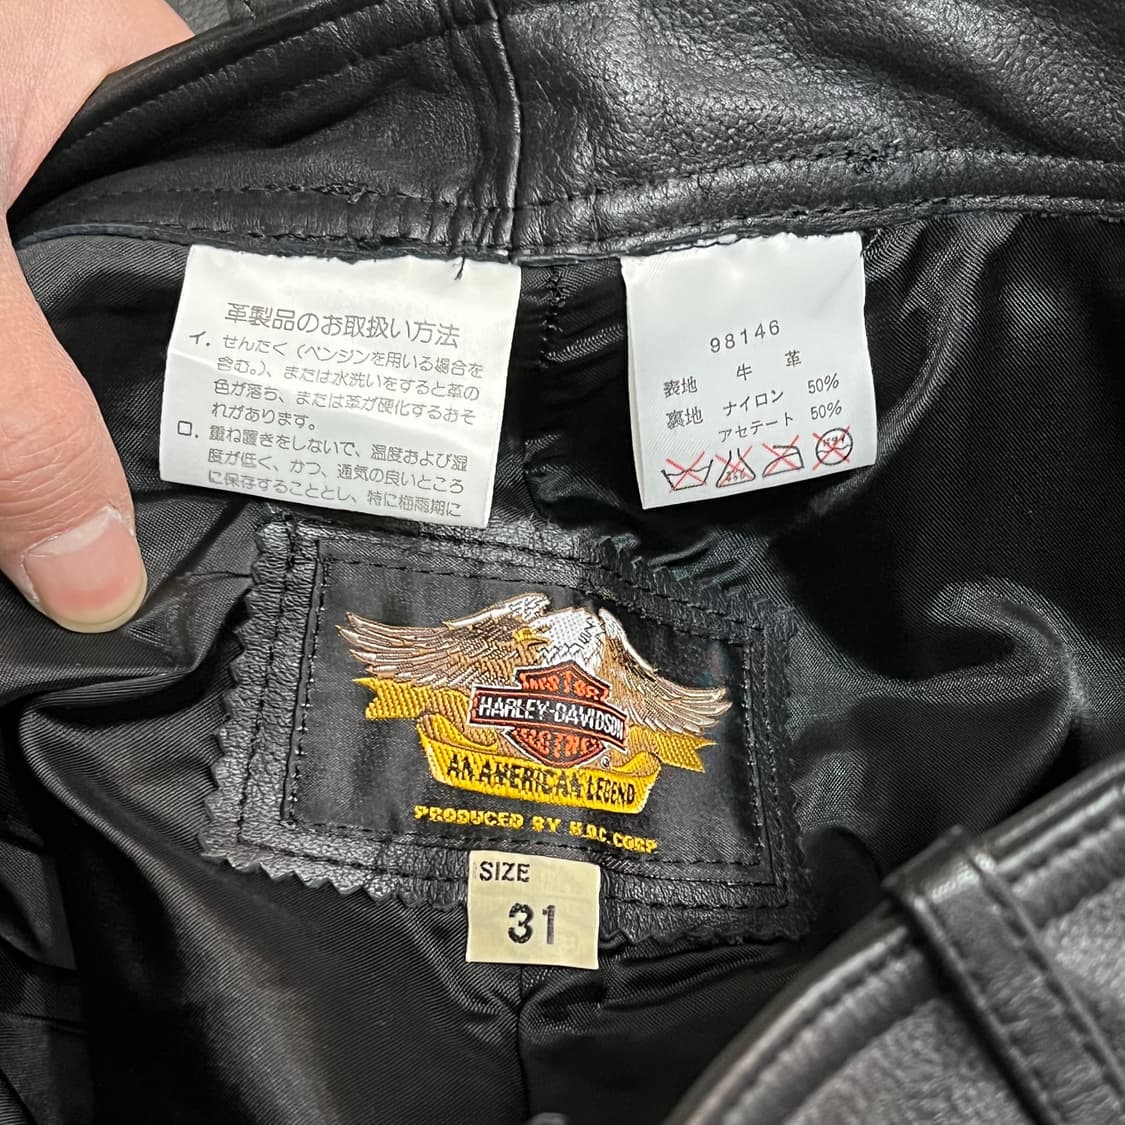 革製品のお取扱い方法
イ. せんたく (ベンジンを用いる場合を
含む。)、または水洗いをすると革の
色が落ち、または革が硬化するおそ
れがあります。
ロ. 重ね置きをしないで、温度および湿
度が低く、かつ、通気の良いところ
に保存することとし、特に梅雨期に
98146
表地 牛革
裏地 ナイロン 50%
アセテート 50%
MOTOR
HARLEY-DAVIDSON
®
AN AMERICAN LEGEND
PRODUCED BY H.D.C. CORP
SIZE
31